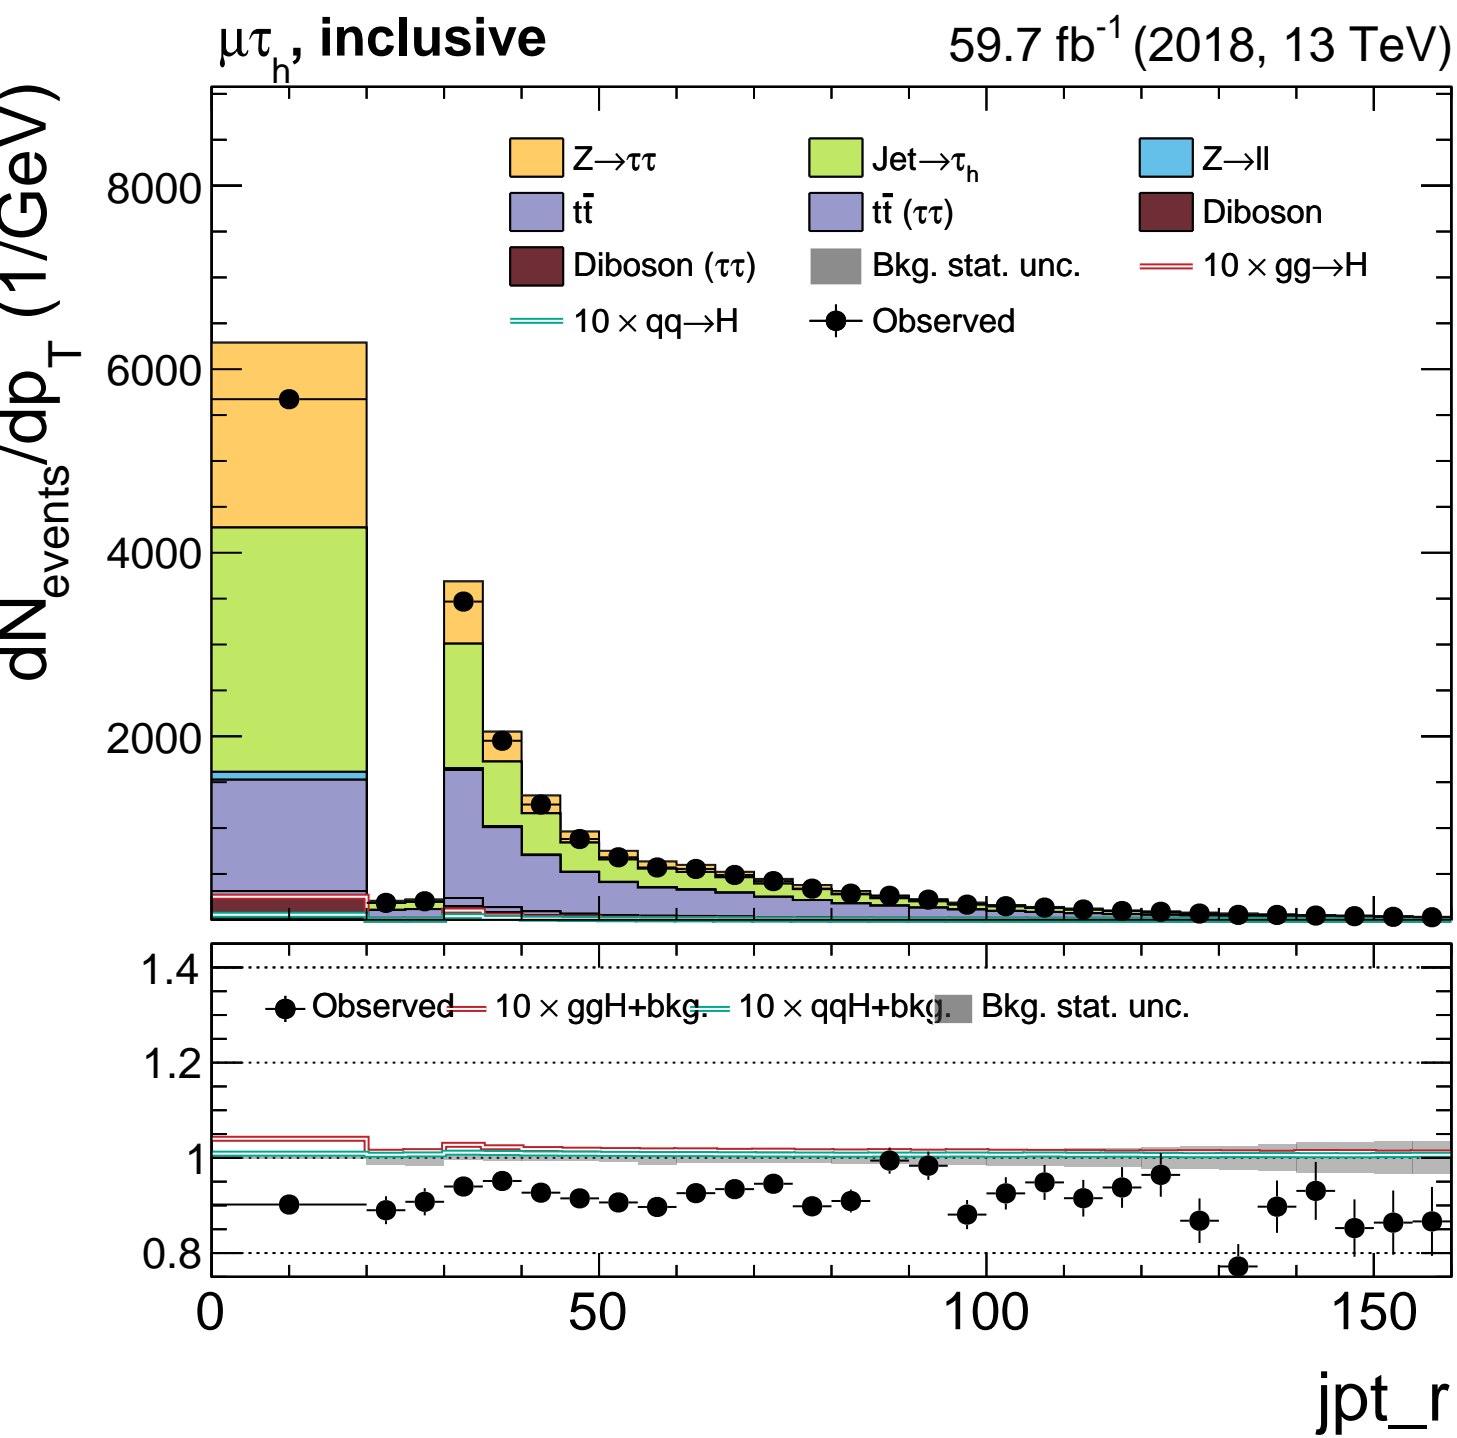 μτh, inclusive
59.7 fb-1 (2018, 13 TeV)
dNevents/dpT (1/GeV)
8000
6000
4000
2000
Z→ττ
Jet→τh
Z→ll
tt̄
tt̄ (ττ)
Diboson
Diboson (ττ)
Bkg. stat. unc.
10 × gg→H
10 × qq→H
Observed
1.4
1.2
1
0.8
Observed
10 × ggH+bkg.
10 × qqH+bkg.
Bkg. stat. unc.
0
50
100
150
jpt_r